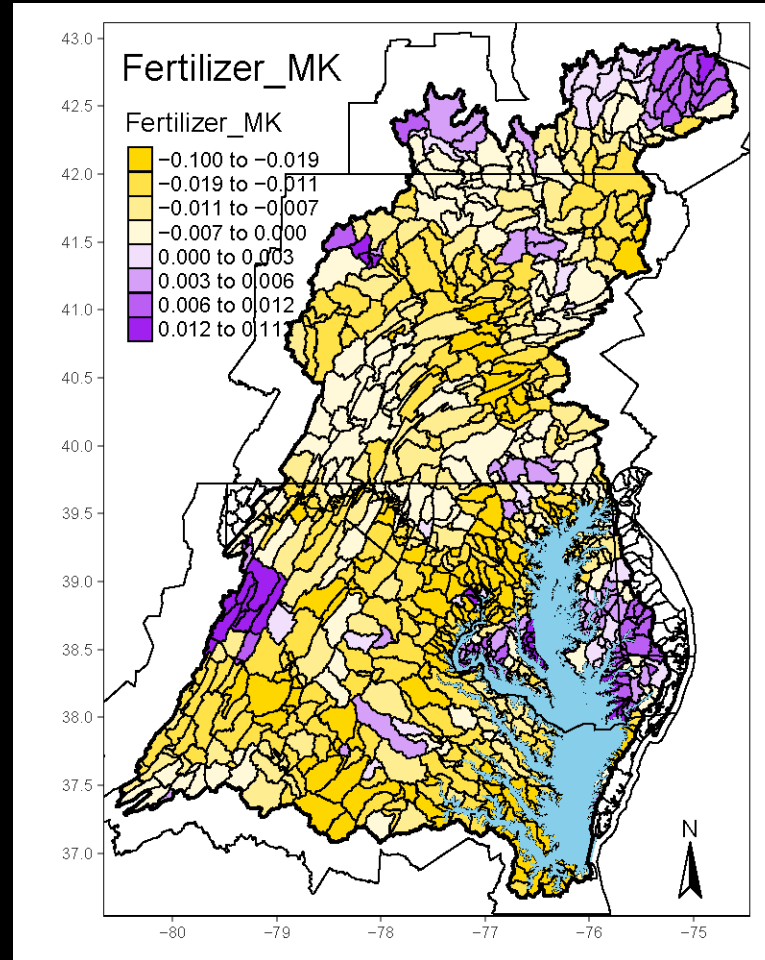 Fertilizer_MK
Fertilizer_MK
−0.100 to −0.019
−0.019 to −0.011
−0.011 to −0.007
−0.007 to 0.000
0.000 to 0.003
0.003 to 0.006
0.006 to 0.012
0.012 to 0.111
43.0
42.5
42.0
41.5
41.0
40.5
40.0
39.5
39.0
38.5
38.0
37.5
37.0
N
−80 −79 −78 −77 −76 −75